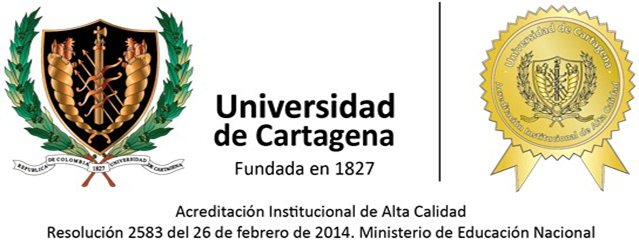 REPUBLICA DE COLOMBIA 1827 UNIVERSIDAD DE CARTAGENA
Universidad
de Cartagena
Fundada en 1827
· Universidad de Cartagena ·
Acreditación Institucional de Alta Calidad
Acreditación Institucional de Alta Calidad
Resolución 2583 del 26 de febrero de 2014. Ministerio de Educación Nacional